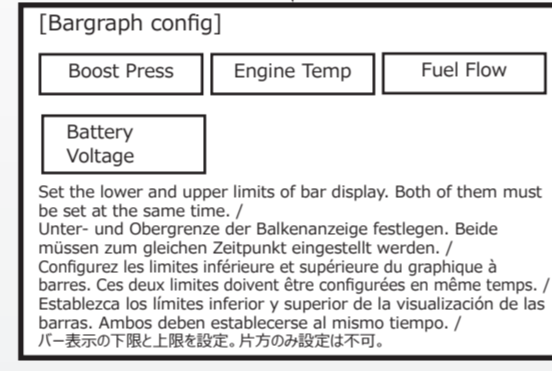 [Bargraph config]
Boost Press
Engine Temp
Fuel Flow
Battery
Voltage
Set the lower and upper limits of bar display. Both of them must
be set at the same time. /
Unter- und Obergrenze der Balkenanzeige festlegen. Beide
müssen zum gleichen Zeitpunkt eingestellt werden. /
Configurez les limites inférieure et supérieure du graphique à
barres. Ces deux limites doivent être configurées en même temps. /
Establezca los límites inferior y superior de la visualización de las
barras. Ambos deben establecerse al mismo tiempo. /
バー表示の下限と上限を設定。片方のみ設定は不可。